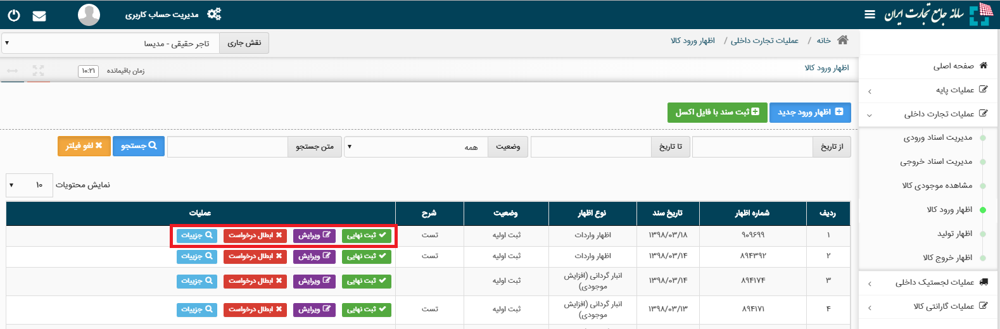 سامانه جامع تجارت ایران
مدیریت حساب کاربری
خانه / عملیات تجارت داخلی / اظهار ورود کالا
نقش جاری
تاجر حقیقی - مدیسا
اظهار ورود کالا
زمان باقیمانده ۱۰:۲۱
صفحه اصلی
عملیات پایه
عملیات تجارت داخلی
مدیریت اسناد ورودی
مدیریت اسناد خروجی
مشاهده موجودی کالا
اظهار ورود کالا
اظهار تولید
اظهار خروج کالا
عملیات لجستیک داخلی
عملیات گارانتی کالا
اظهار ورود جدید
ثبت سند با فایل اکسل
از تاریخ
تا تاریخ
وضعیت
همه
متن جستجو
جستجو
لغو فیلتر
نمایش محتویات ۱۰
ردیف شماره اظهار تاریخ سند نوع اظهار وضعیت شرح عملیات
۱ ۹۰۹۶۹۹ ۱۳۹۸/۰۳/۱۸ اظهار واردات ثبت اولیه تست ثبت نهایی ویرایش ابطال درخواست جزییات
۲ ۸۹۴۳۹۲ ۱۳۹۸/۰۳/۱۴ اظهار واردات ثبت اولیه تست ثبت نهایی ویرایش ابطال درخواست جزییات
۳ ۸۹۴۱۷۴ ۱۳۹۸/۰۳/۱۴ انبار گردانی (افزایش موجودی) ثبت اولیه ثبت نهایی ویرایش ابطال درخواست جزییات
۴ ۸۹۴۱۷۱ ۱۳۹۸/۰۳/۱۳ انبار گردانی (افزایش موجودی) ثبت اولیه تست ثبت نهایی ویرایش ابطال درخواست جزییات